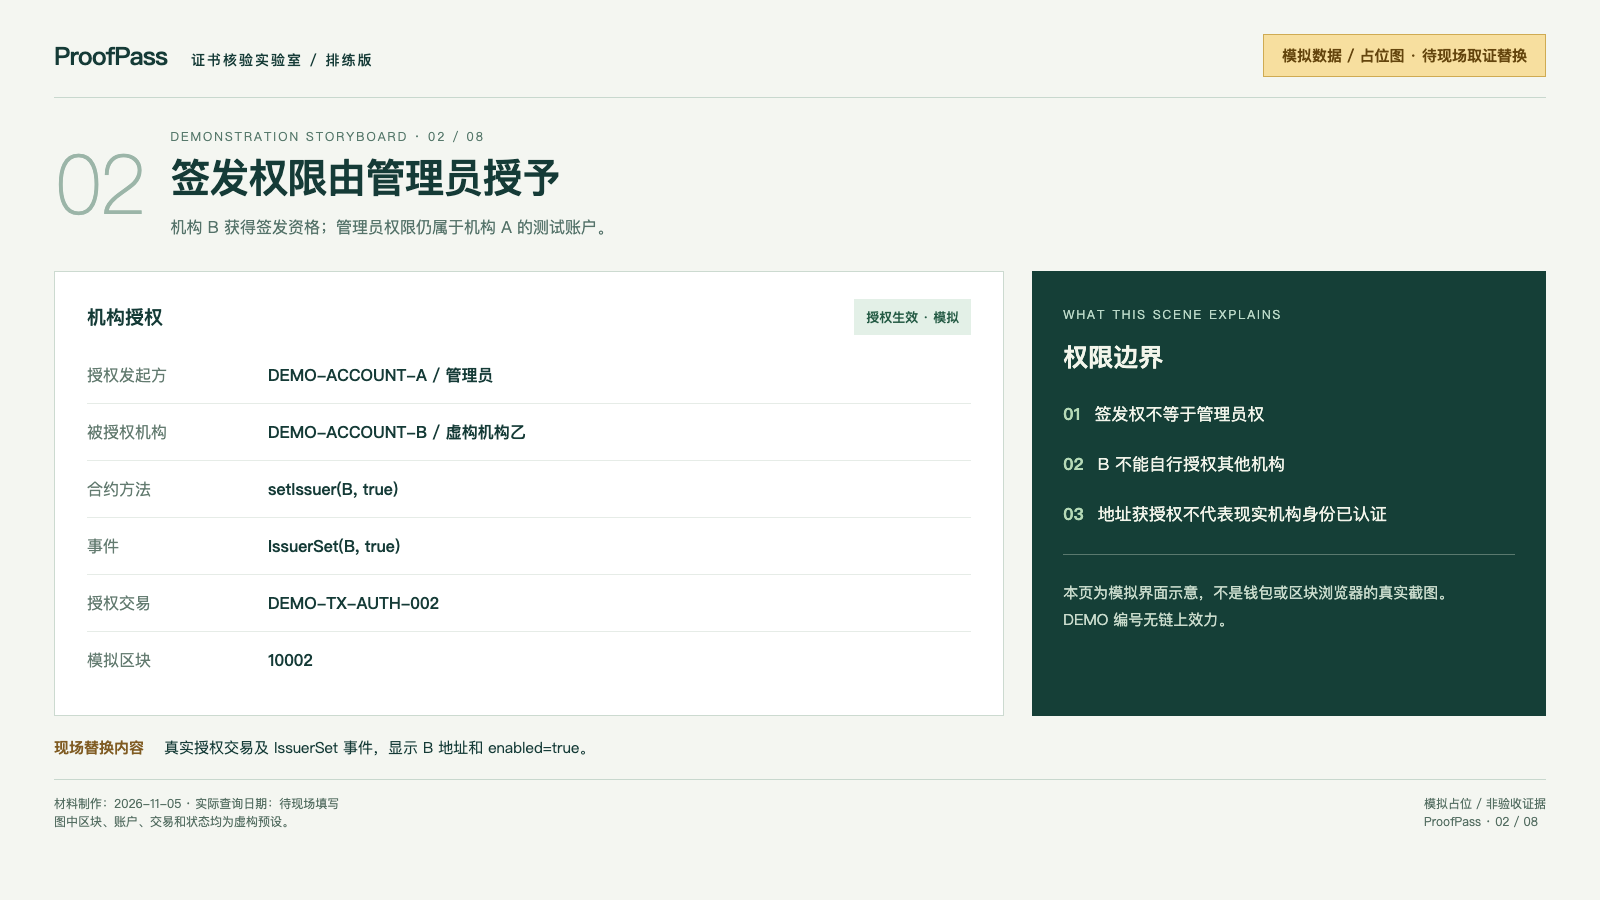 ProofPass 证书核验实验室 / 排练版
模拟数据 / 占位图 · 待现场取证替换
02
DEMONSTRATION STORYBOARD · 02 / 08
签发权限由管理员授予
机构 B 获得签发资格；管理员权限仍属于机构 A 的测试账户。
机构授权
授权生效 · 模拟
授权发起方 DEMO-ACCOUNT-A / 管理员
被授权机构 DEMO-ACCOUNT-B / 虚构机构乙
合约方法 setIssuer(B, true)
事件 IssuerSet(B, true)
授权交易 DEMO-TX-AUTH-002
模拟区块 10002
WHAT THIS SCENE EXPLAINS
权限边界
01 签发权不等于管理员权
02 B 不能自行授权其他机构
03 地址获授权不代表现实机构身份已认证
本页为模拟界面示意，不是钱包或区块浏览器的真实截图。
DEMO 编号无链上效力。
现场替换内容 真实授权交易及 IssuerSet 事件，显示 B 地址和 enabled=true。
材料制作：2026-11-05 · 实际查询日期：待现场填写
图中区块、账户、交易和状态均为虚构预设。
模拟占位 / 非验收证据
ProofPass · 02 / 08